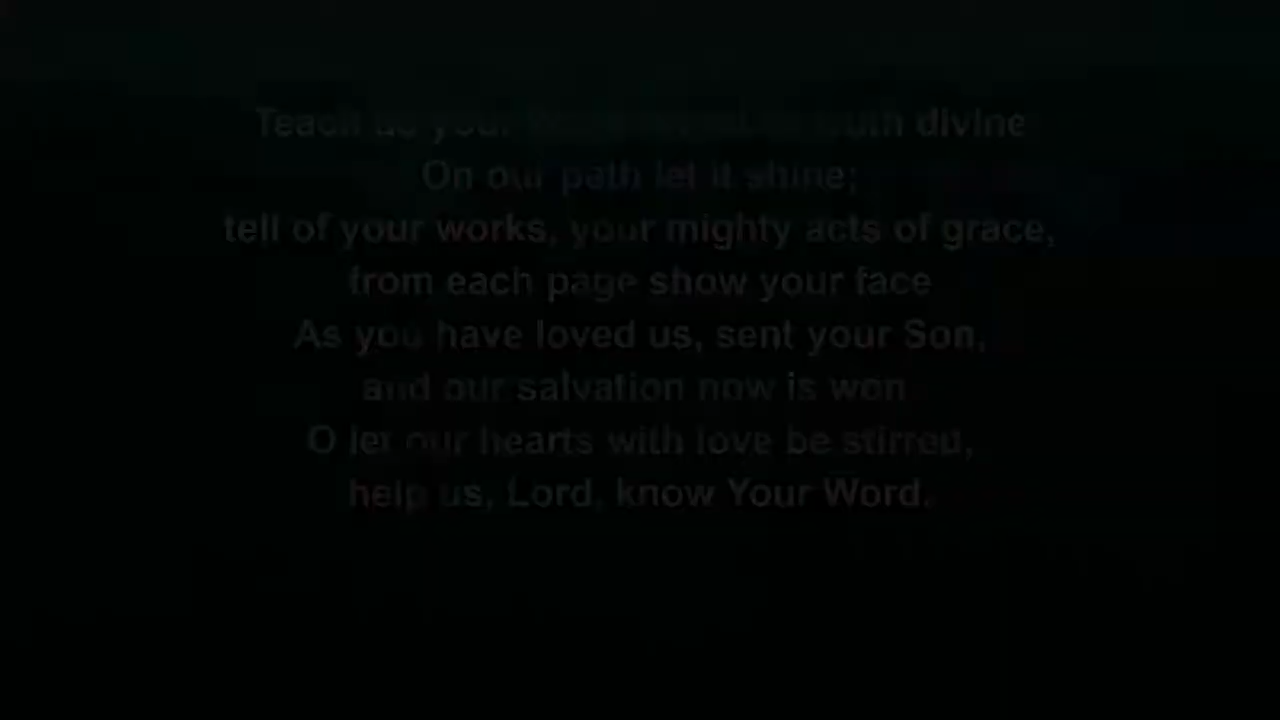 Teach us your truth divine
On our path let it shine;
tell of your works, your mighty acts of grace,
from each page show your face
As you have loved us, sent your Son,
and our salvation now is won
O let our hearts with love be stirred,
help us, Lord, know Your Word.